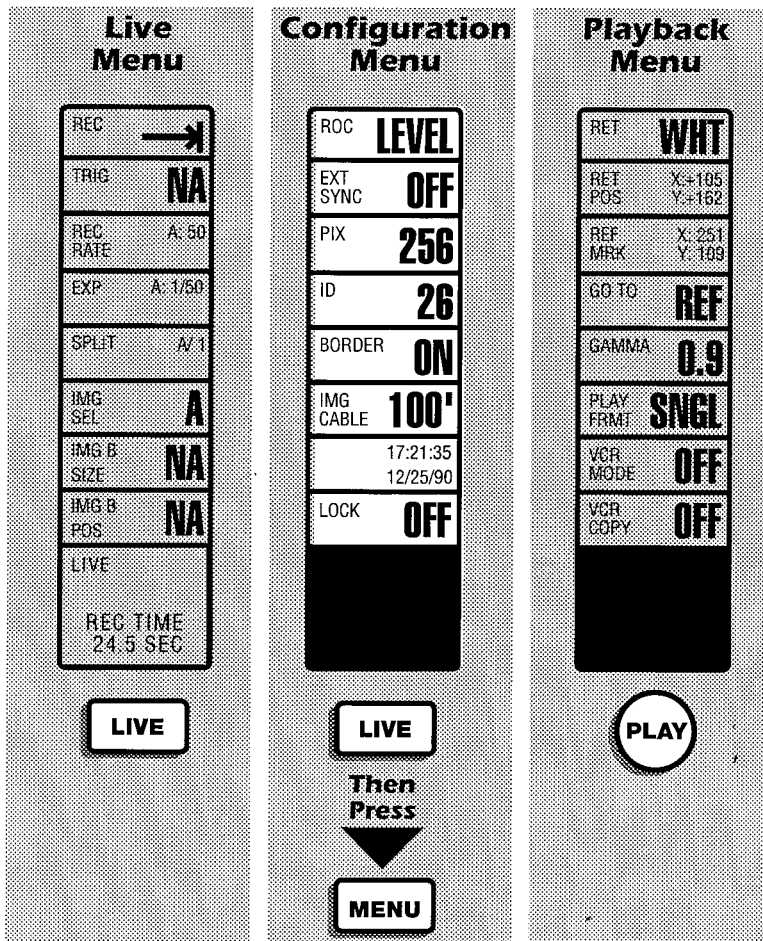 Live
Menu
REC
TRIG NA
REC A: 50
RATE
EXP A: 1/50
SPLIT A/ 1
IMG
SEL A
IMG B
SIZE NA
IMG B
POS NA
LIVE
REC TIME
24.5 SEC
LIVE
Configuration
Menu
ROC LEVEL
EXT
SYNC OFF
PIX 256
ID 26
BORDER ON
IMG
CABLE 100'
17:21:35
12/25/90
LOCK OFF
LIVE
Then
Press
MENU
Playback
Menu
RET WHT
RET X:+105
POS Y:+162
REF X: 251
MRK Y: 109
GO TO REF
GAMMA 0.9
PLAY
FRMT SNGL
VCR
MODE OFF
VCR
COPY OFF
PLAY